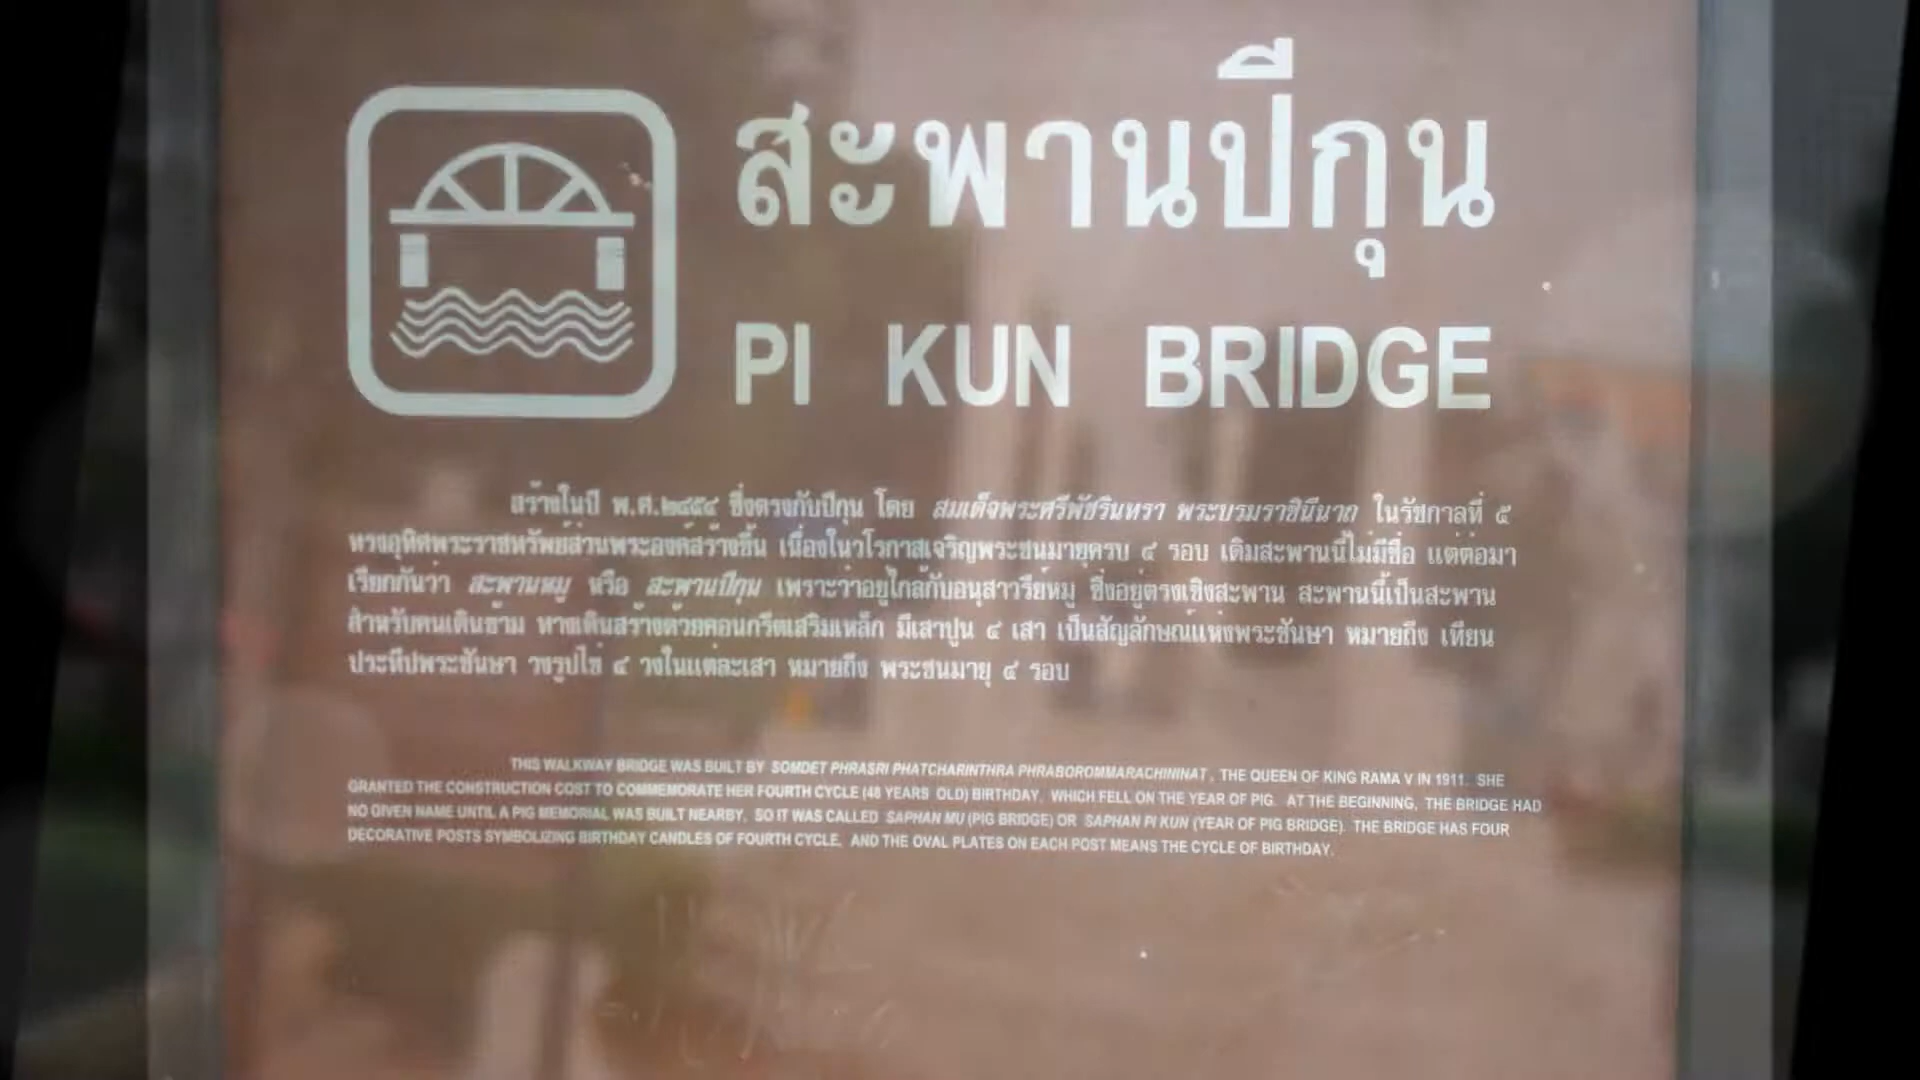 สะพานปีกุน
PI KUN BRIDGE
สร้างในปี พ.ศ.๒๔๕๔ ซึ่งตรงกับปีกุน โดย สมเด็จพระศรีพัชรินทรา พระบรมราชินีนาถ ในรัชกาลที่ ๕
ทรงอุทิศพระราชทรัพย์ส่วนพระองค์สร้างขึ้น เนื่องในวโรกาสเจริญพระชนมายุครบ ๔ รอบ เดิมสะพานนี้ไม่มีชื่อ แต่ต่อมา
เรียกกันว่า สะพานหมู หรือ สะพานปีกุน เพราะว่าอยู่ใกล้กับอนุสาวรีย์หมู ซึ่งอยู่ตรงเชิงสะพาน สะพานนี้เป็นสะพาน
สำหรับคนเดินข้าม ทางเดินสร้างด้วยคอนกรีตเสริมเหล็ก มีเสาปูน ๔ เสา เป็นสัญลักษณ์แห่งพระชันษา หมายถึง เทียน
ประทีปพระชันษา วงรูปไข่ ๔ วงในแต่ละเสา หมายถึง พระชนมายุ ๔ รอบ
THIS WALKWAY BRIDGE WAS BUILT BY SOMDET PHRASRI PHATCHARINTHRA PHRABOROMMARACHININAT, THE QUEEN OF KING RAMA V IN 1911. SHE
GRANTED THE CONSTRUCTION COST TO COMMEMORATE HER FOURTH CYCLE (48 YEARS OLD) BIRTHDAY, WHICH FELL ON THE YEAR OF PIG. AT THE BEGINNING, THE BRIDGE HAD
NO GIVEN NAME UNTIL A PIG MEMORIAL WAS BUILT NEARBY, SO IT WAS CALLED SAPHAN MU (PIG BRIDGE) OR SAPHAN PI KUN (YEAR OF PIG BRIDGE). THE BRIDGE HAS FOUR
DECORATIVE POSTS SYMBOLIZING BIRTHDAY CANDLES OF FOURTH CYCLE, AND THE OVAL PLATES ON EACH POST MEANS THE CYCLE OF BIRTHDAY.